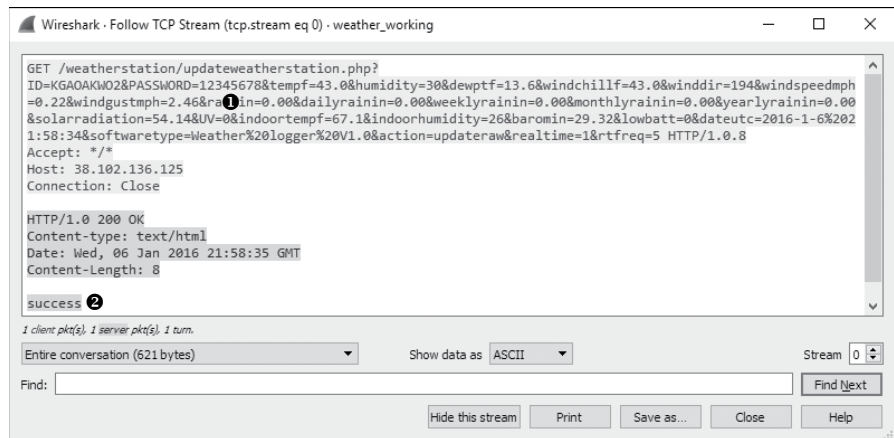 Wireshark · Follow TCP Stream (tcp.stream eq 0) · weather_working
GET /weatherstation/updateweatherstation.php?
ID=KGAOAKWO2&PASSWORD=12345678&tempf=43.0&humidity=30&dewptf=13.6&windchillf=43.0&winddir=194&windspeedmph
=0.22&windgustmph=2.46&ra❶in=0.00&dailyrainin=0.00&weeklyrainin=0.00&monthlyrainin=0.00&yearlyrainin=0.00
&solarradiation=54.14&UV=0&indoortempf=67.1&indoorhumidity=26&baromin=29.32&lowbatt=0&dateutc=2016-1-6%202
1:58:34&softwaretype=Weather%20logger%20V1.0&action=updateraw&realtime=1&rtfreq=5 HTTP/1.0.8
Accept: */*
Host: 38.102.136.125
Connection: Close
HTTP/1.0 200 OK
Content-type: text/html
Date: Wed, 06 Jan 2016 21:58:35 GMT
Content-Length: 8
success ❷
1 client pkt(s), 1 server pkt(s), 1 turn.
Entire conversation (621 bytes) Show data as ASCII Stream 0
Find: Find Next
Hide this stream Print Save as... Close Help